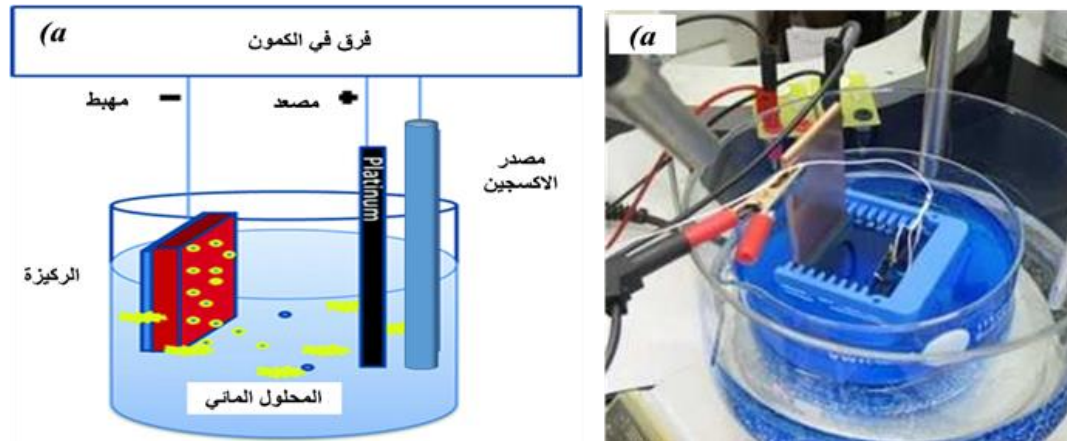 (a
فرق في الكمون
مهبط
−
+
مصعد
Platinum
مصدر
الاكسجين
الركيزة
المحلول المائي
(a